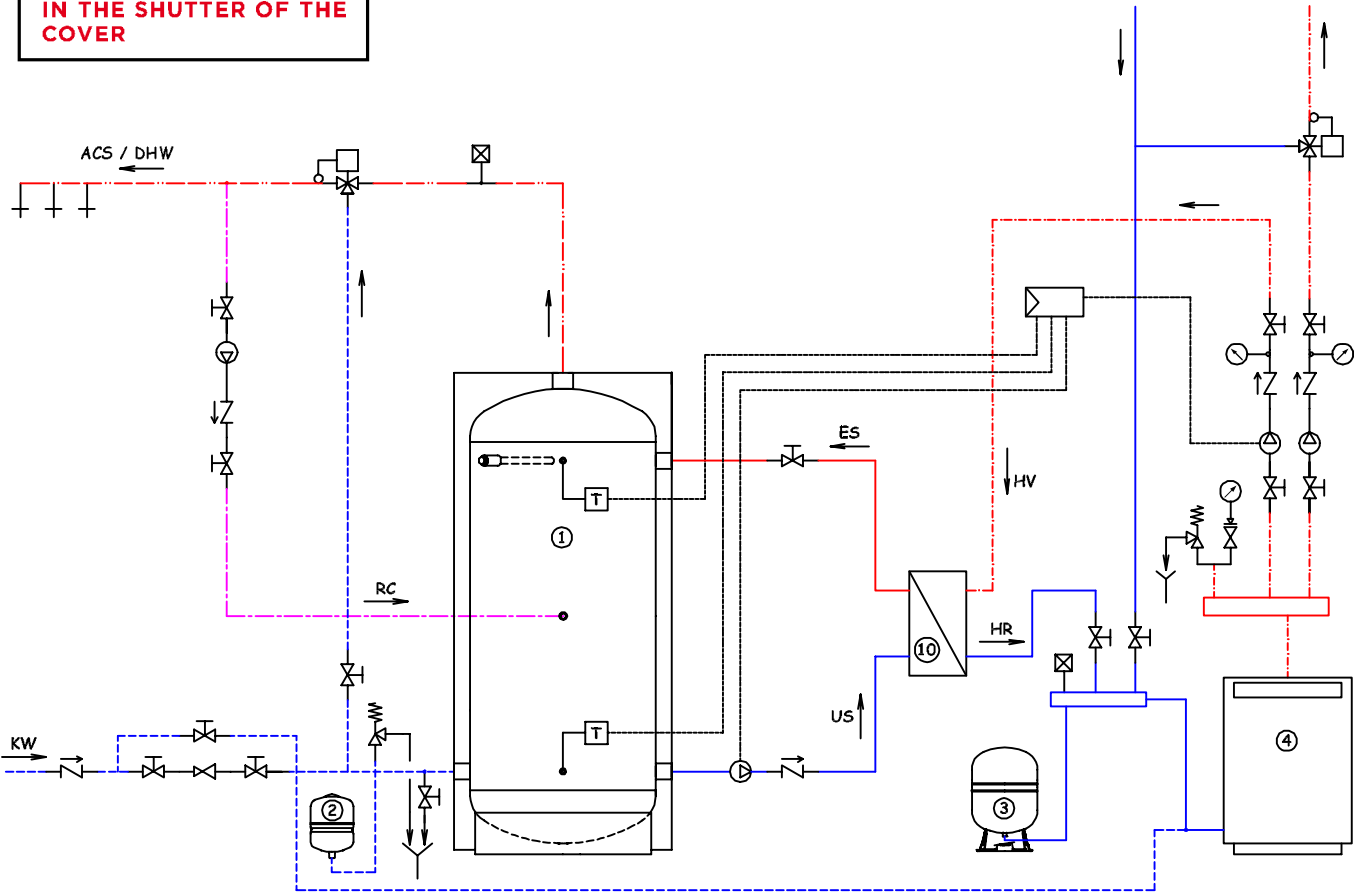 IN THE SHUTTER OF THE
COVER
ACS / DHW
ES
HV
T
1
RC
HR
10
US
T
KW
2
3
4